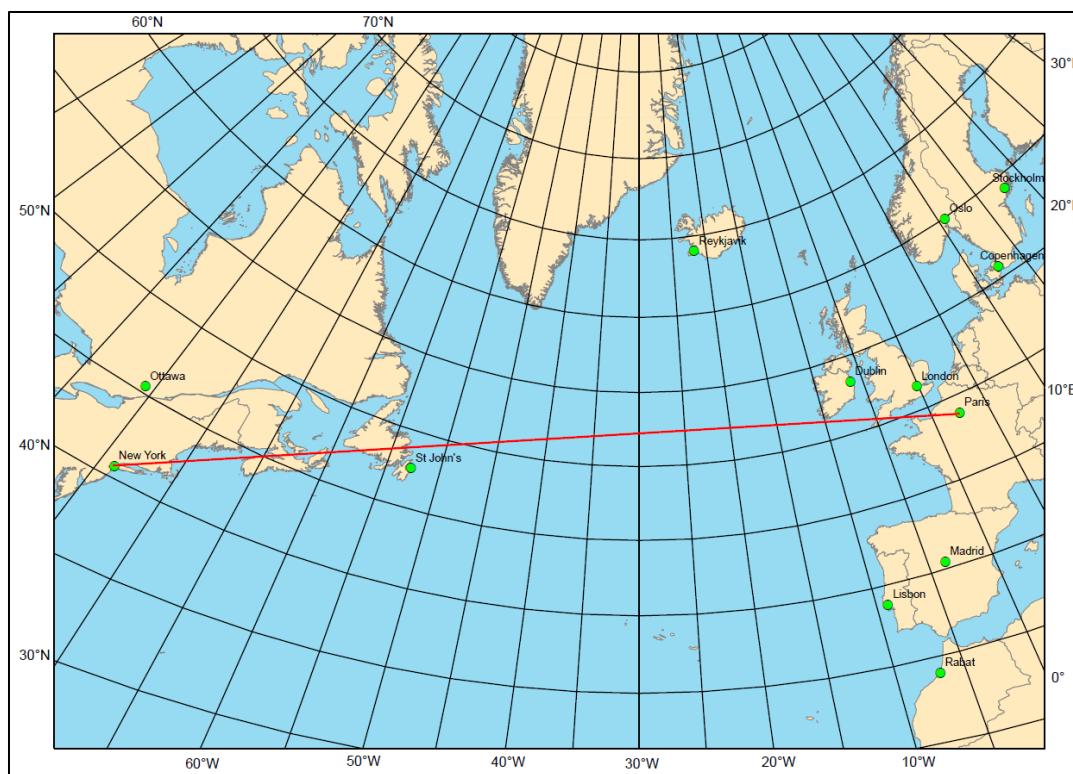 60°N
70°N
30°E
Stockholm
20°E
50°N
Oslo
Reykjavik
Copenhagen
Ottawa
Dublin
London
10°E
Paris
40°N
New York
St John's
Madrid
Lisbon
30°N
Rabat
0°
60°W
50°W
40°W
30°W
20°W
10°W